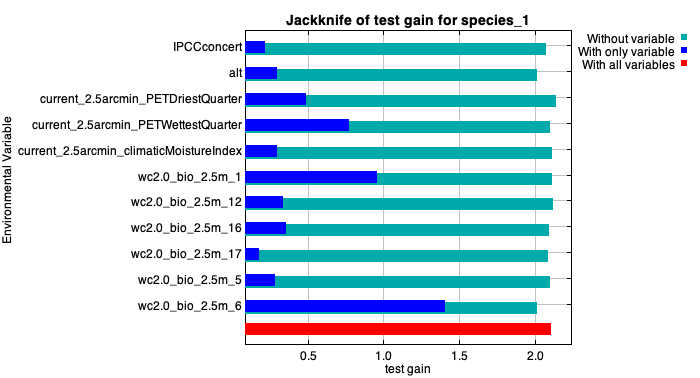 Jackknife of test gain for species_1
Environmental Variable
IPCCconcert
alt
current_2.5arcmin_PETDriestQuarter
current_2.5arcmin_PETWettestQuarter
current_2.5arcmin_climaticMoistureIndex
wc2.0_bio_2.5m_1
wc2.0_bio_2.5m_12
wc2.0_bio_2.5m_16
wc2.0_bio_2.5m_17
wc2.0_bio_2.5m_5
wc2.0_bio_2.5m_6
0.5 1.0 1.5 2.0
test gain
Without variable
With only variable
With all variables